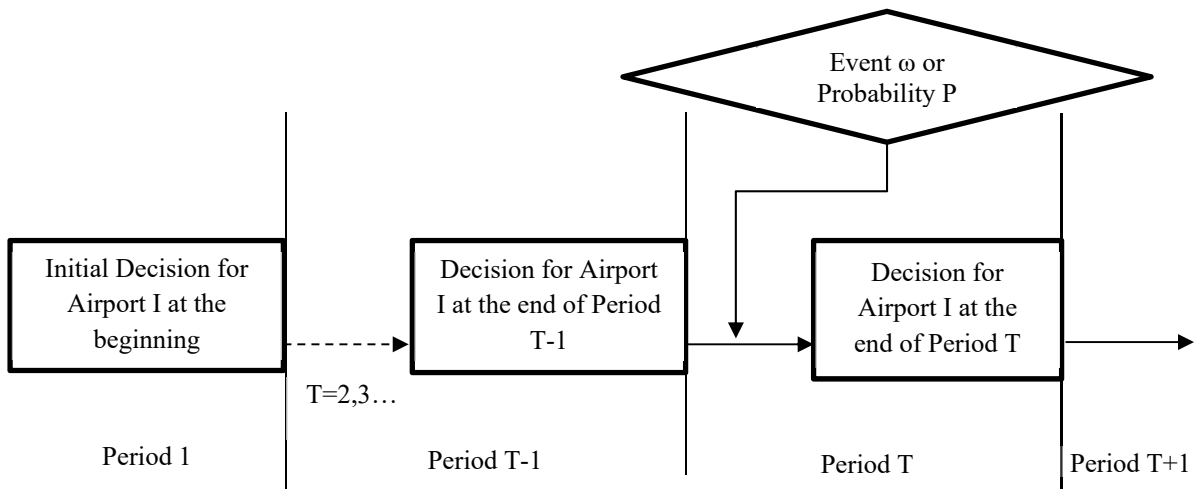 Event ω or
Probability P
Initial Decision for
Airport I at the
beginning
Decision for Airport
I at the end of Period
T-1
Decision for
Airport I at the
end of Period T
T=2,3…
Period 1
Period T-1
Period T
Period T+1